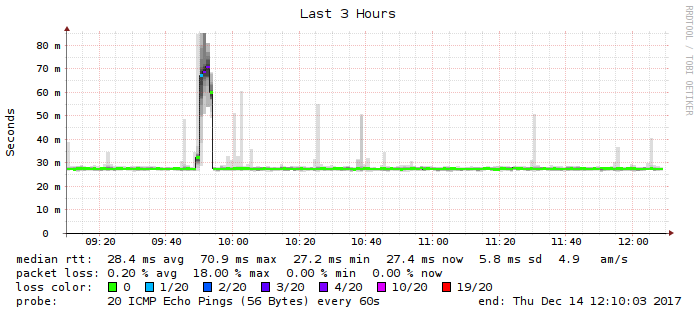 Last 3 Hours
RRDTOOL / TOBI OETIKER
Seconds
80 m
70 m
60 m
50 m
40 m
30 m
20 m
10 m
0
09:20 09:40 10:00 10:20 10:40 11:00 11:20 11:40 12:00
median rtt: 28.4 ms avg 70.9 ms max 27.2 ms min 27.4 ms now 5.8 ms sd 4.9 am/s
packet loss: 0.20 % avg 18.00 % max 0.00 % min 0.00 % now
loss color: 0 1/20 2/20 3/20 4/20 10/20 19/20
probe: 20 ICMP Echo Pings (56 Bytes) every 60s end: Thu Dec 14 12:10:03 2017